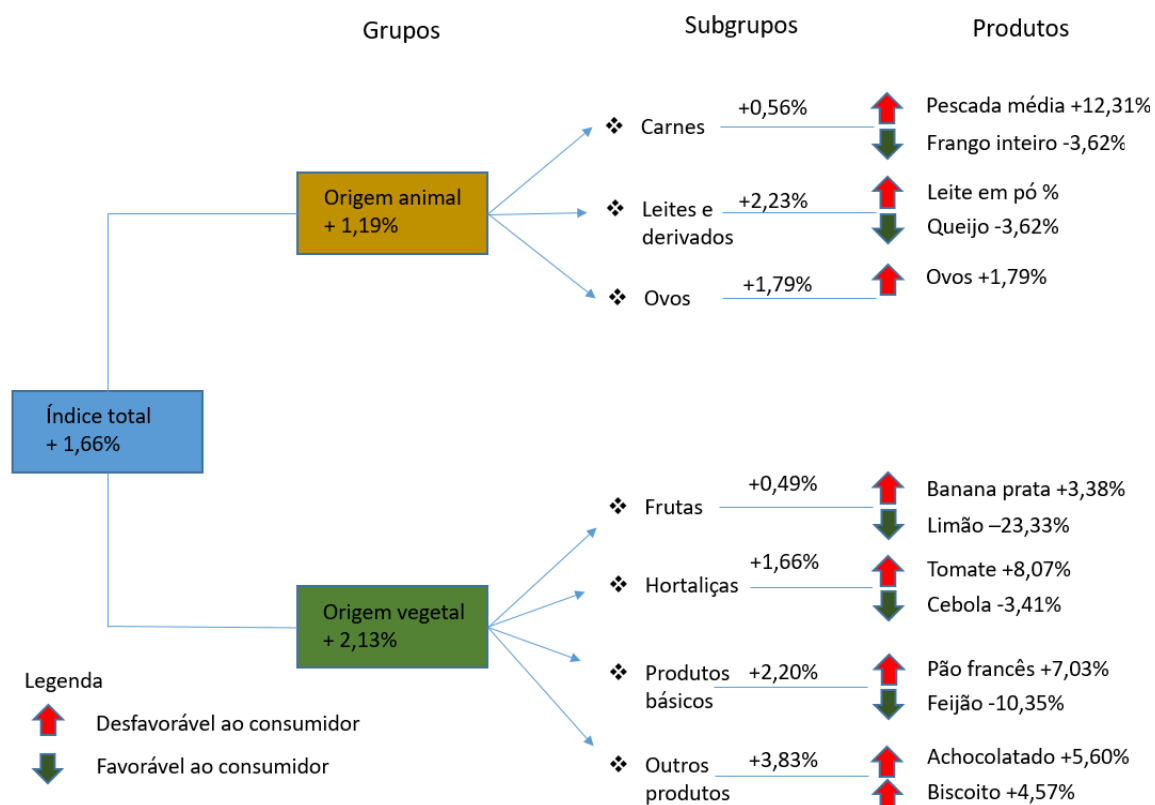 Grupos
Subgrupos
Produtos
Índice total
+ 1,66%
Origem animal
+ 1,19%
❖ Carnes
+0,56%
Pescada média +12,31%
Frango inteiro -3,62%
❖ Leites e
derivados
+2,23%
Leite em pó %
Queijo -3,62%
❖ Ovos
+1,79%
Ovos +1,79%
Origem vegetal
+ 2,13%
❖ Frutas
+0,49%
Banana prata +3,38%
Limão –23,33%
❖ Hortaliças
+1,66%
Tomate +8,07%
Cebola -3,41%
❖ Produtos
básicos
+2,20%
Pão francês +7,03%
Feijão -10,35%
❖ Outros
produtos
+3,83%
Achocolatado +5,60%
Biscoito +4,57%
Legenda
Desfavorável ao consumidor
Favorável ao consumidor